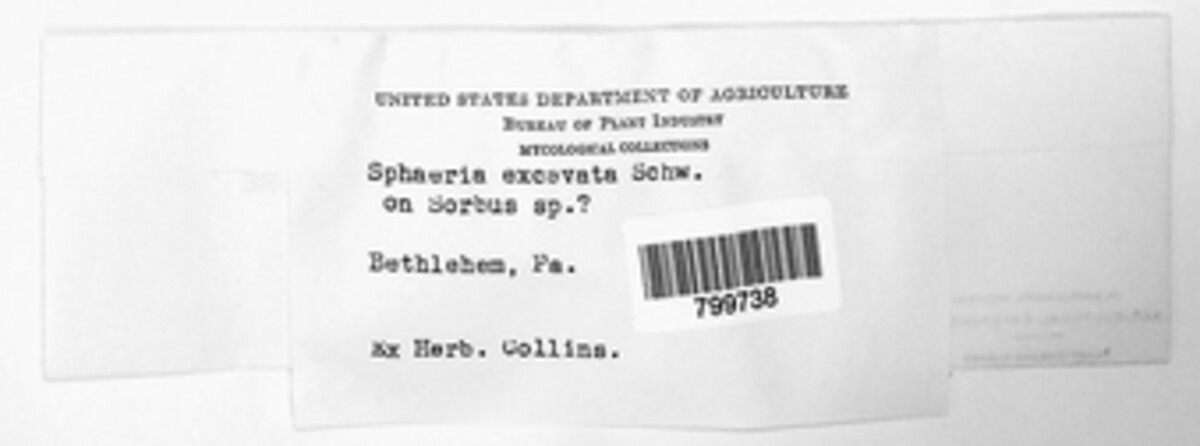 UNITED STATES DEPARTMENT OF AGRICULTURE
BUREAU OF PLANT INDUSTRY
MYCOLOGICAL COLLECTIONS
Sphaeria excavata Schw.
on Sorbus sp.?
Bethlehem, Pa.
799738
Ex Herb. Collins.